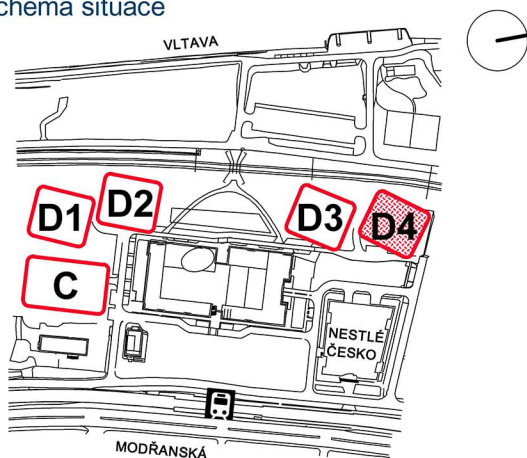 chema situace
VLTAVA
D1
D2
D3
D4
C
NESTLÉ
ČESKO
MODŘANSKÁ